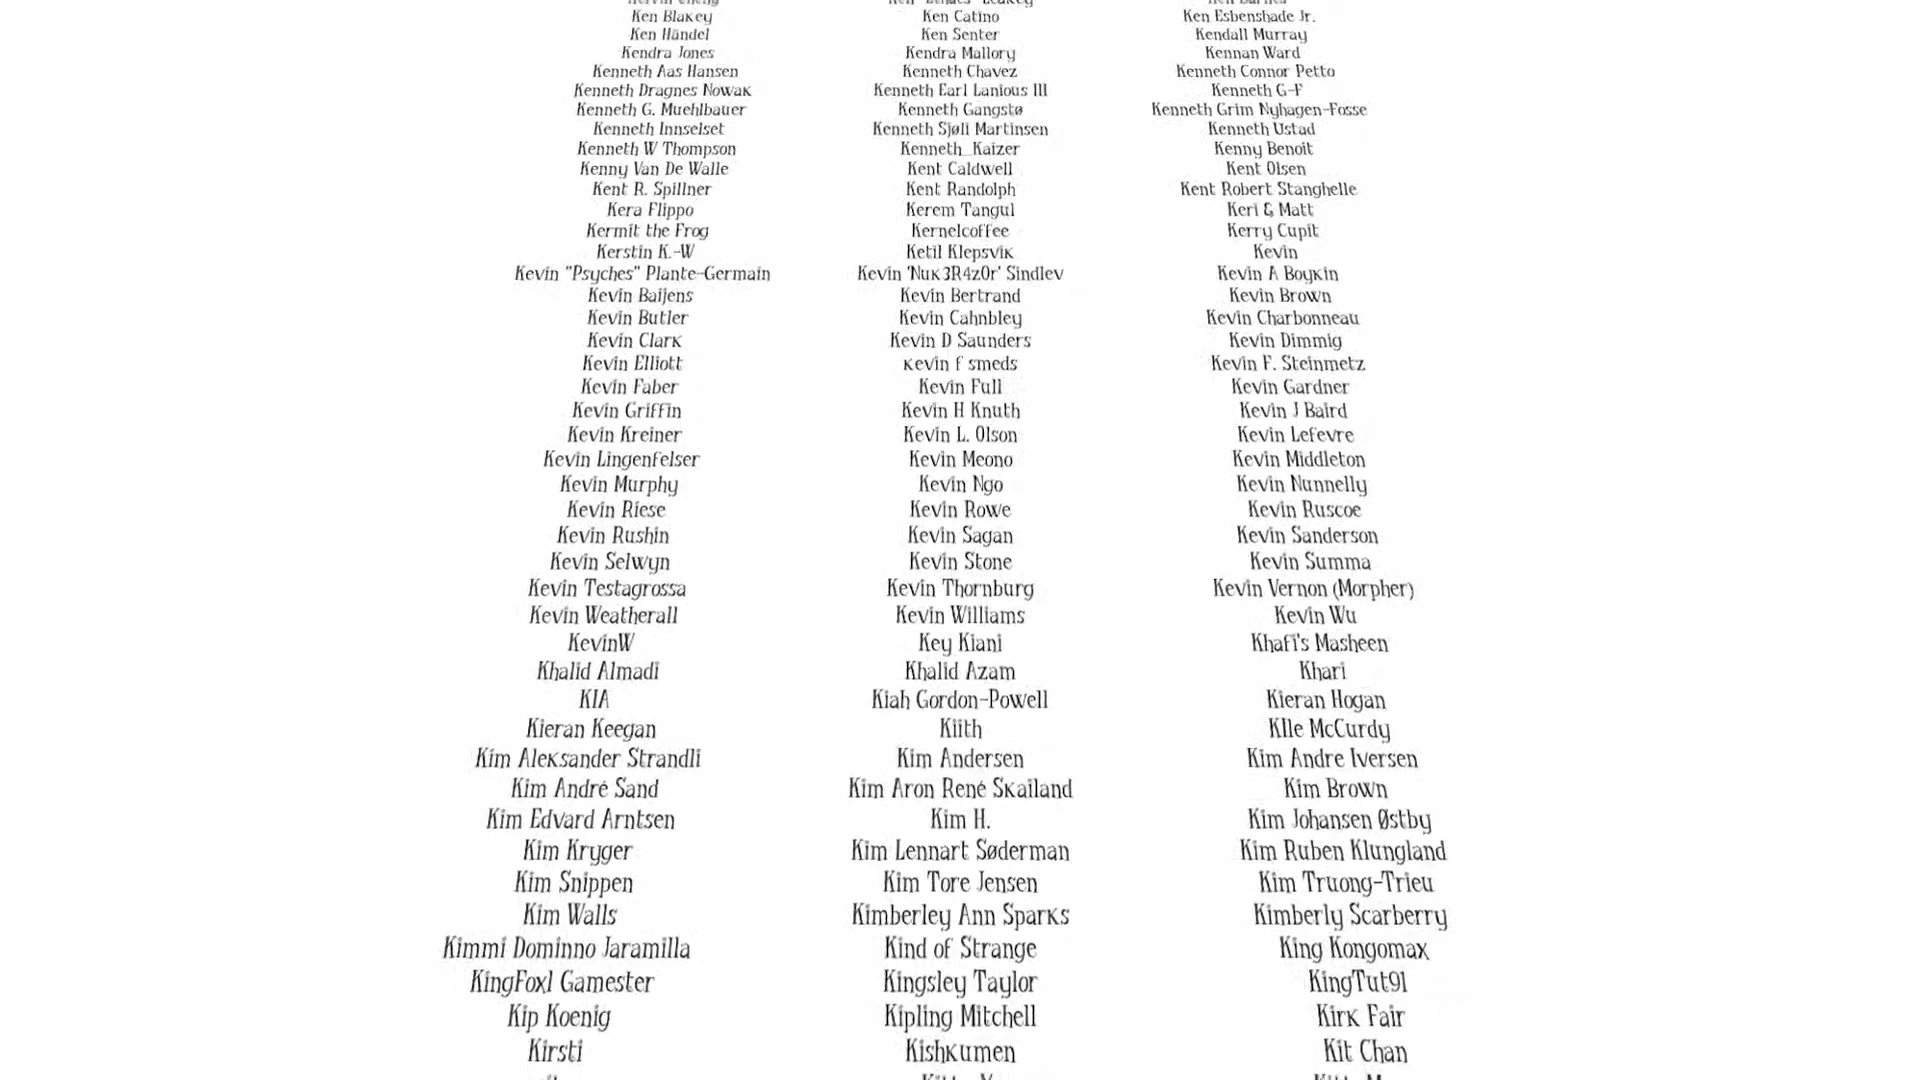 Ken Blakey Ken Catino Ken Esbenshade Jr.
Ken Händel Ken Senter Kendall Murray
Kendra Jones Kendra Mallory Kennan Ward
Kenneth Aas Hansen Kenneth Chavez Kenneth Connor Petto
Kenneth Dragnes Nowak Kenneth Earl Lanious III Kenneth G-F
Kenneth G. Muehlbauer Kenneth Gangstø Kenneth Grim Nyhagen-Fosse
Kenneth Innselset Kenneth Sjøli Martinsen Kenneth Ustad
Kenneth W Thompson Kenneth_Kaizer Kenny Benoit
Kenny Van De Walle Kent Caldwell Kent Olsen
Kent R. Spillner Kent Randolph Kent Robert Stanghelle
Kera Flippo Kerem Tangul Keri & Matt
Kermit the Frog Kernelcoffee Kerry Cupit
Kerstin K.-W Ketil Klepsvik Kevin
Kevin "Psyches" Plante-Germain Kevin 'Nuk3R4z0r' Sindlev Kevin A Boykin
Kevin Baijens Kevin Bertrand Kevin Brown
Kevin Butler Kevin Cahnbley Kevin Charbonneau
Kevin Clark Kevin D Saunders Kevin Dimmig
Kevin Elliott kevin f smeds Kevin F. Steinmetz
Kevin Faber Kevin Full Kevin Gardner
Kevin Griffin Kevin H Knuth Kevin J Baird
Kevin Kreiner Kevin L. Olson Kevin Lefevre
Kevin Lingenfelser Kevin Meono Kevin Middleton
Kevin Murphy Kevin Ngo Kevin Nunnelly
Kevin Riese Kevin Rowe Kevin Ruscoe
Kevin Rushin Kevin Sagan Kevin Sanderson
Kevin Selwyn Kevin Stone Kevin Summa
Kevin Testagrossa Kevin Thornburg Kevin Vernon (Morpher)
Kevin Weatherall Kevin Williams Kevin Wu
KevinW Key Kiani Khafi's Masheen
Khalid Almadi Khalid Azam Khari
KIA Kiah Gordon-Powell Kieran Hogan
Kieran Keegan Kiith Kile McCurdy
Kim Aleksander Strandli Kim Andersen Kim Andre Iversen
Kim André Sand Kim Aron René Skailand Kim Brown
Kim Edvard Arntsen Kim H. Kim Johansen Østby
Kim Kryger Kim Lennart Søderman Kim Ruben Klungland
Kim Snippen Kim Tore Jensen Kim Truong-Trieu
Kim Walls Kimberley Ann Sparks Kimberly Scarberry
Kimmi Dominno Jaramilla Kind of Strange King Kongomax
KingFox1 Gamester Kingsley Taylor KingTut91
Kip Koenig Kipling Mitchell Kirk Fair
Kirsti Kishkumen Kit Chan